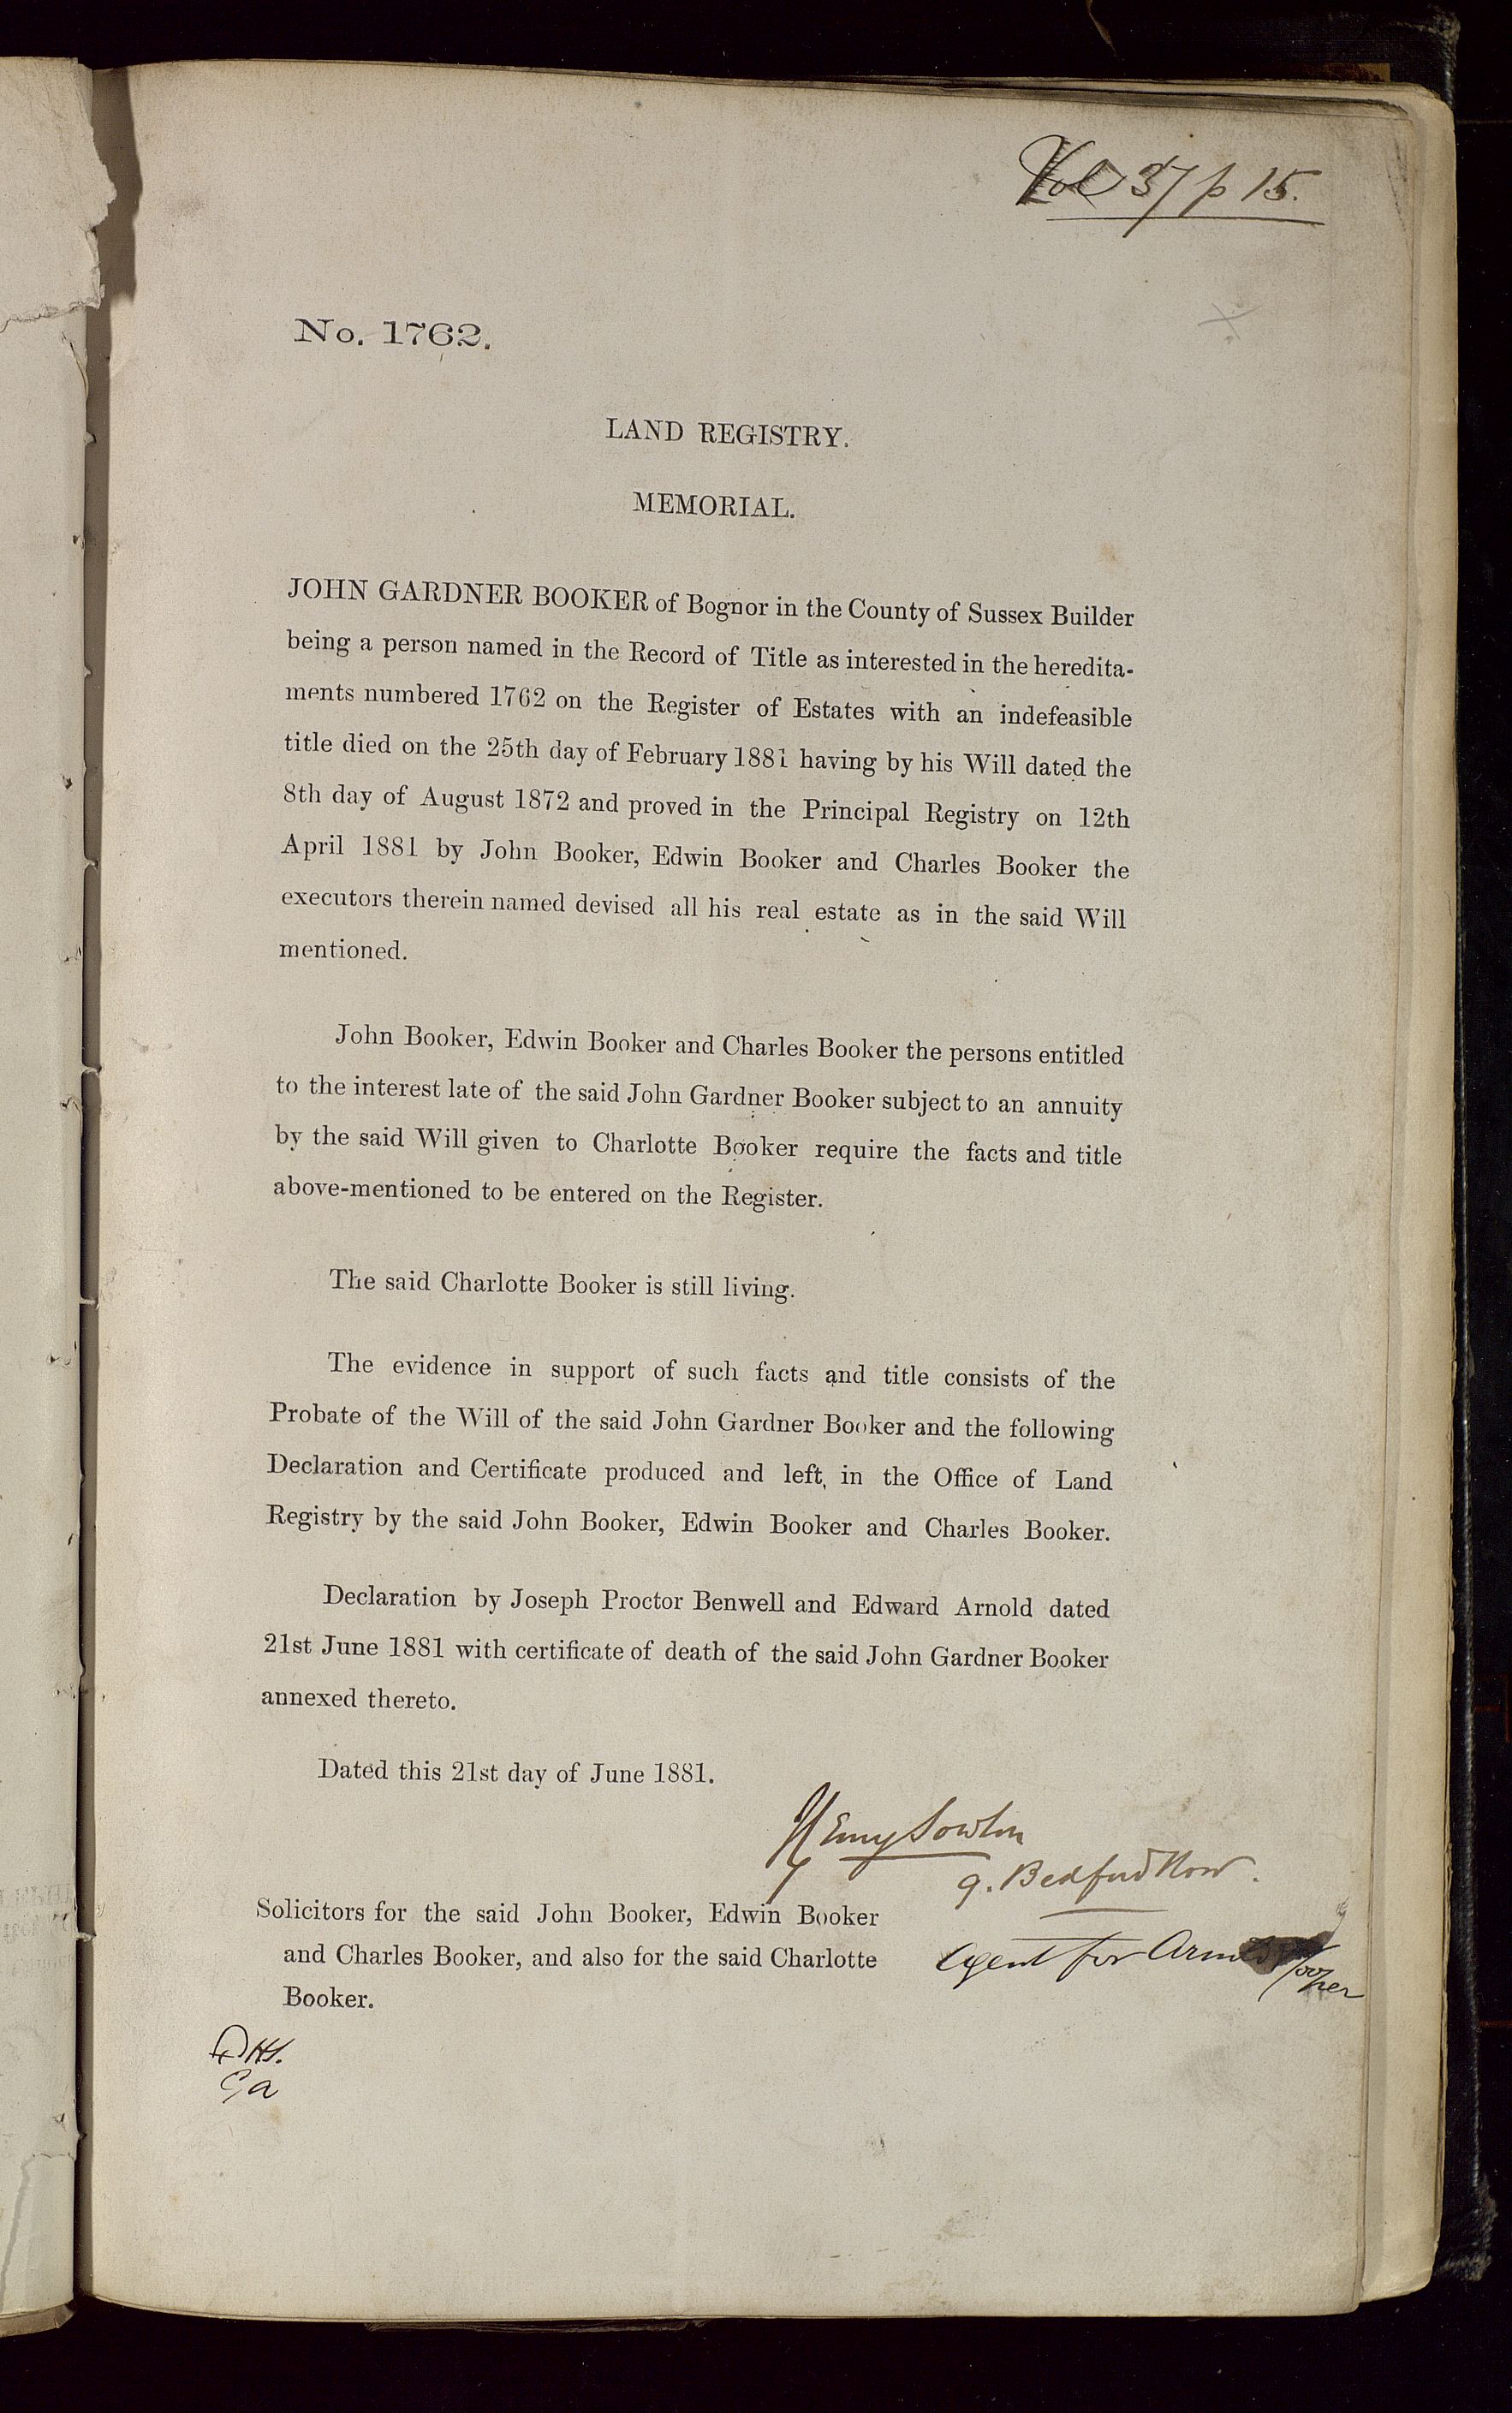 Vol 37 p 15.
No. 1762.
LAND REGISTRY.
MEMORIAL.
JOHN GARDNER BOOKER of Bognor in the County of Sussex Builder
being a person named in the Record of Title as interested in the heredita-
ments numbered 1762 on the Register of Estates with an indefeasible
title died on the 25th day of February 1881 having by his Will dated the
8th day of August 1872 and proved in the Principal Registry on 12th
April 1881 by John Booker, Edwin Booker and Charles Booker the
executors therein named devised all his real estate as in the said Will
mentioned.
John Booker, Edwin Booker and Charles Booker the persons entitled
to the interest late of the said John Gardner Booker subject to an annuity
by the said Will given to Charlotte Booker require the facts and title
above-mentioned to be entered on the Register.
The said Charlotte Booker is still living.
The evidence in support of such facts and title consists of the
Probate of the Will of the said John Gardner Booker and the following
Declaration and Certificate produced and left, in the Office of Land
Registry by the said John Booker, Edwin Booker and Charles Booker.
Declaration by Joseph Proctor Benwell and Edward Arnold dated
21st June 1881 with certificate of death of the said John Gardner Booker
annexed thereto.
Dated this 21st day of June 1881.
Henry
9. Bedford Row.
Solicitors for the said John Booker, Edwin Booker
and Charles Booker, and also for the said Charlotte
Booker.
Agent for